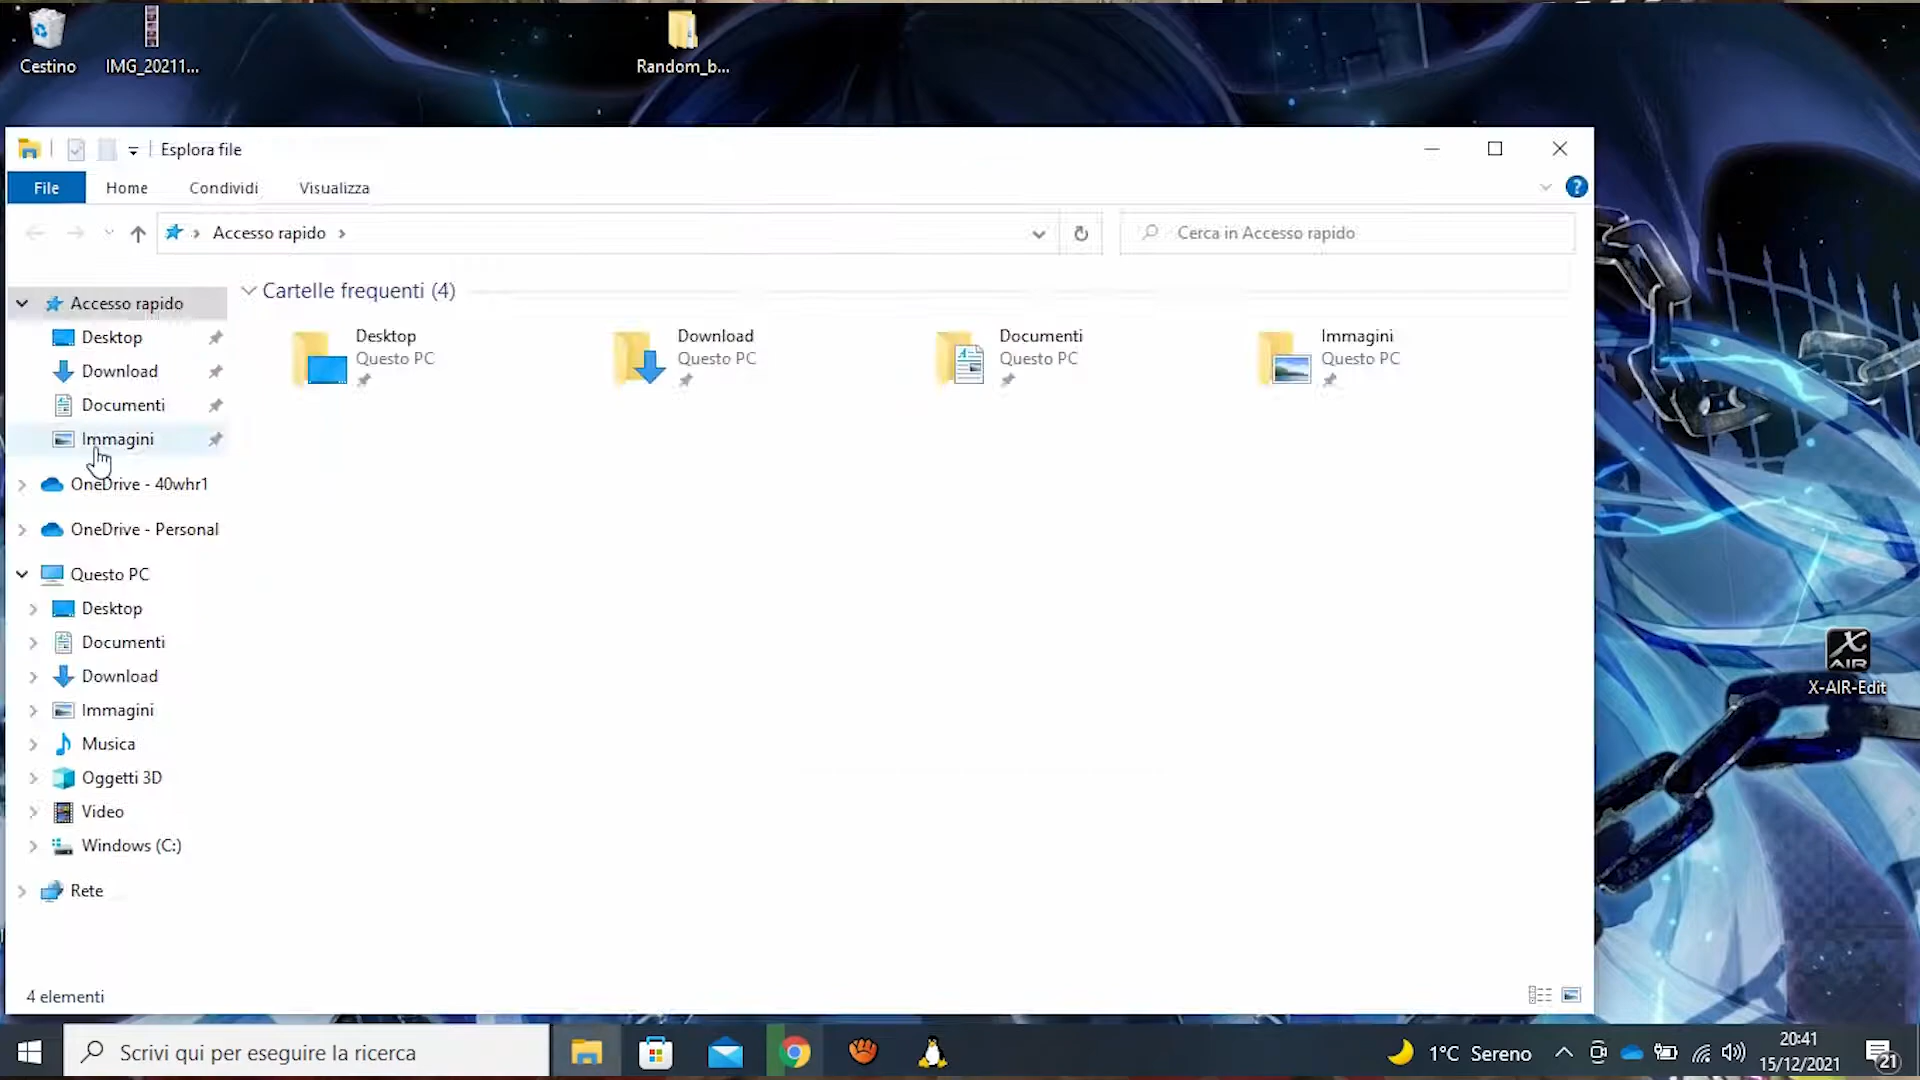 Cestino
IMG_20211...
Random_b...
Esplora file
File Home Condividi Visualizza
Accesso rapido
Cerca in Accesso rapido
Accesso rapido
Desktop
Download
Documenti
Immagini
OneDrive - 40whr1
OneDrive - Personal
Questo PC
Desktop
Documenti
Download
Immagini
Musica
Oggetti 3D
Video
Windows (C:)
Rete
Cartelle frequenti (4)
Desktop
Questo PC
Download
Questo PC
Documenti
Questo PC
Immagini
Questo PC
4 elementi
X AIR
X-AIR-Edit
Scrivi qui per eseguire la ricerca
1°C Sereno
20:41
15/12/2021
21